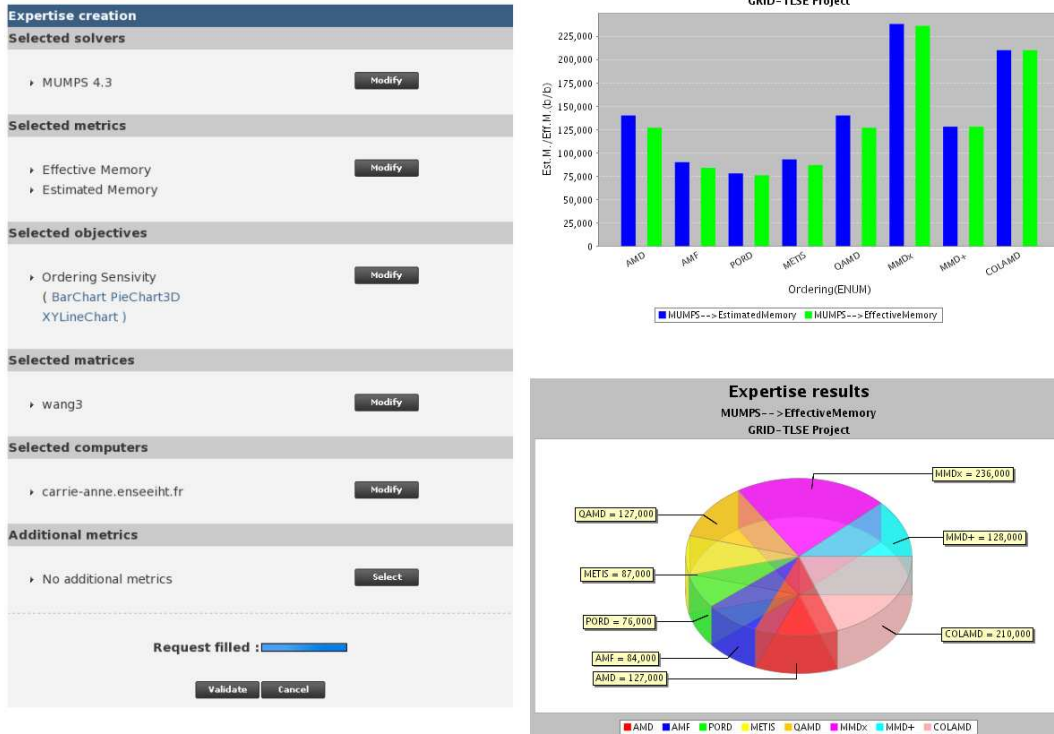 Expertise creation
Selected solvers
MUMPS 4.3
Modify
Selected metrics
Effective Memory
Modify
Estimated Memory
Selected objectives
Ordering Sensivity
Modify
( BarChart PieChart3D
XYLineChart )
Selected matrices
wang3
Modify
Selected computers
carrie-anne.enseeiht.fr
Modify
Additional metrics
No additional metrics
Select
Request filled :
Validate Cancel
GRID-TLSE Project
Est.M./Eff.M.(b/b)
225,000
200,000
175,000
150,000
125,000
100,000
75,000
50,000
25,000
0
AMD AMF PORD METIS QAMD MMDx MMD+ COLAMD
Ordering(ENUM)
MUMPS-->EstimatedMemory MUMPS-->EffectiveMemory
Expertise results
MUMPS-->EffectiveMemory
GRID-TLSE Project
MMDx = 236,000
QAMD = 127,000
MMD+ = 128,000
METIS = 87,000
PORD = 76,000
COLAMD = 210,000
AMF = 84,000
AMD = 127,000
AMD AMF PORD METIS QAMD MMDx MMD+ COLAMD